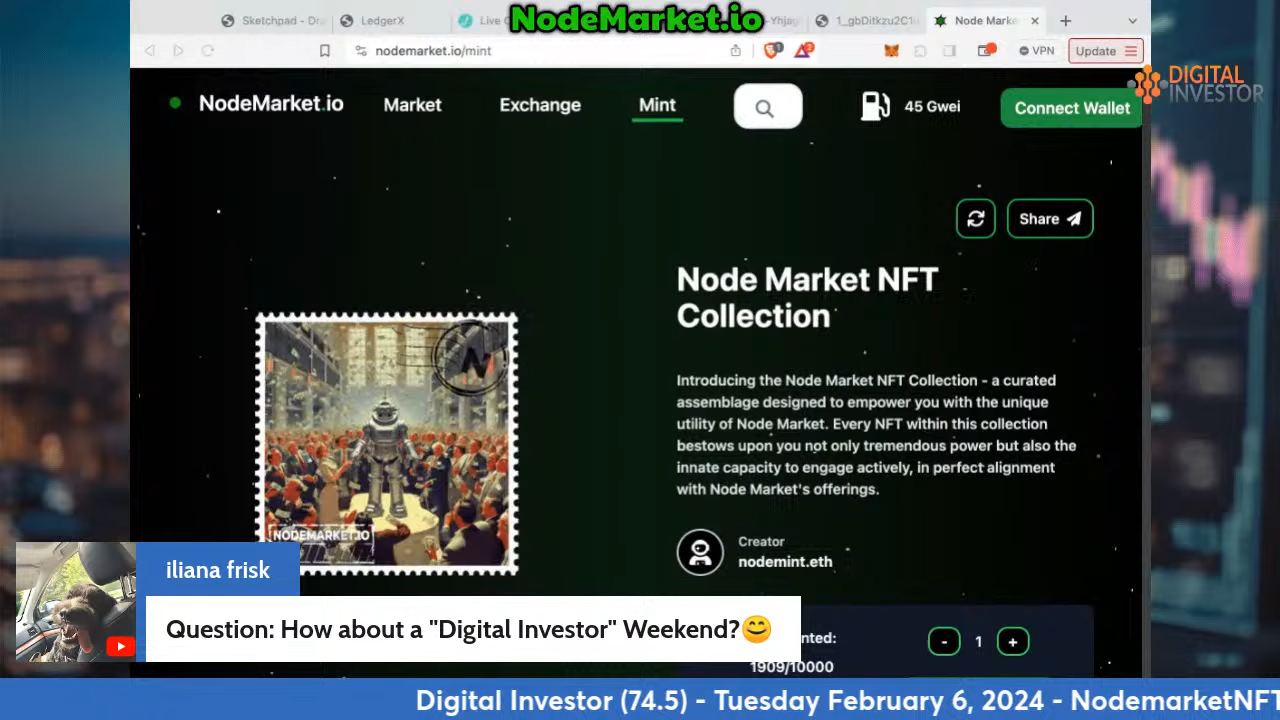 NodeMarket.io
Sketchpad - Dra
LedgerX
Live
Yhjag
1_gbDitkzu2C1
Node Marke
nodemarket.io/mint
VPN
Update
DIGITAL
INVESTOR
NodeMarket.io
Market
Exchange
Mint
45 Gwei
Connect Wallet
Share
Node Market NFT
Collection
Introducing the Node Market NFT Collection - a curated
assemblage designed to empower you with the unique
utility of Node Market. Every NFT within this collection
bestows upon you not only tremendous power but also the
innate capacity to engage actively, in perfect alignment
with Node Market's offerings.
N
NODEMARKET.IO
Creator
nodemint.eth
iliana frisk
Question: How about a "Digital Investor" Weekend?😊
nted:
1909/10000
- 1 +
Digital Investor (74.5) - Tuesday February 6, 2024 - NodemarketNFT